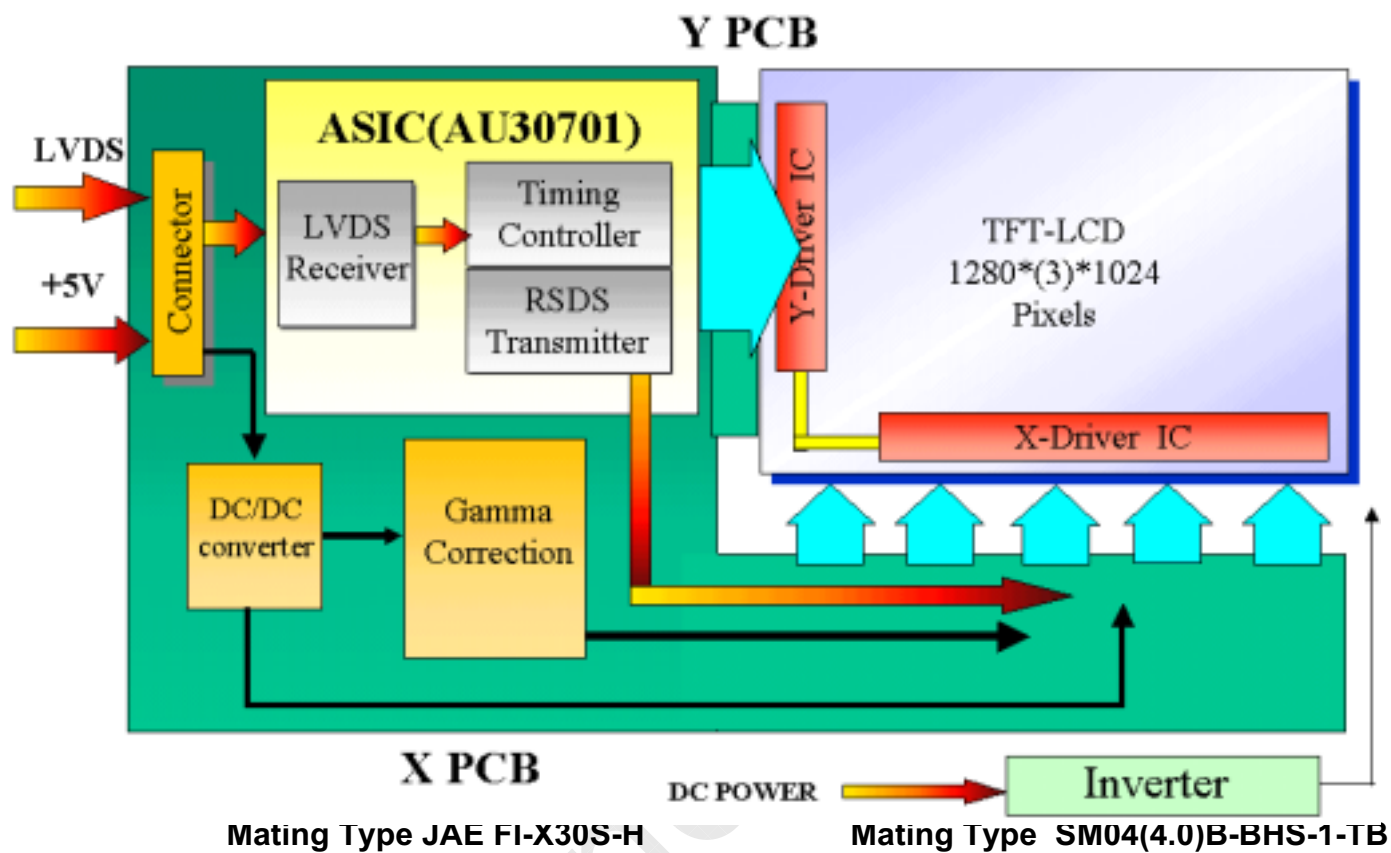 Y PCB
ASIC(AU30701)
LVDS
+5V
Connector
LVDS
Receiver
Timing
Controller
RSDS
Transmitter
Y-Driver IC
TFT-LCD
1280*(3)*1024
Pixels
X-Driver IC
DC/DC
converter
Gamma
Correction
X PCB
DC POWER
Inverter
Mating Type JAE FI-X30S-H
Mating Type SM04(4.0)B-BHS-1-TB